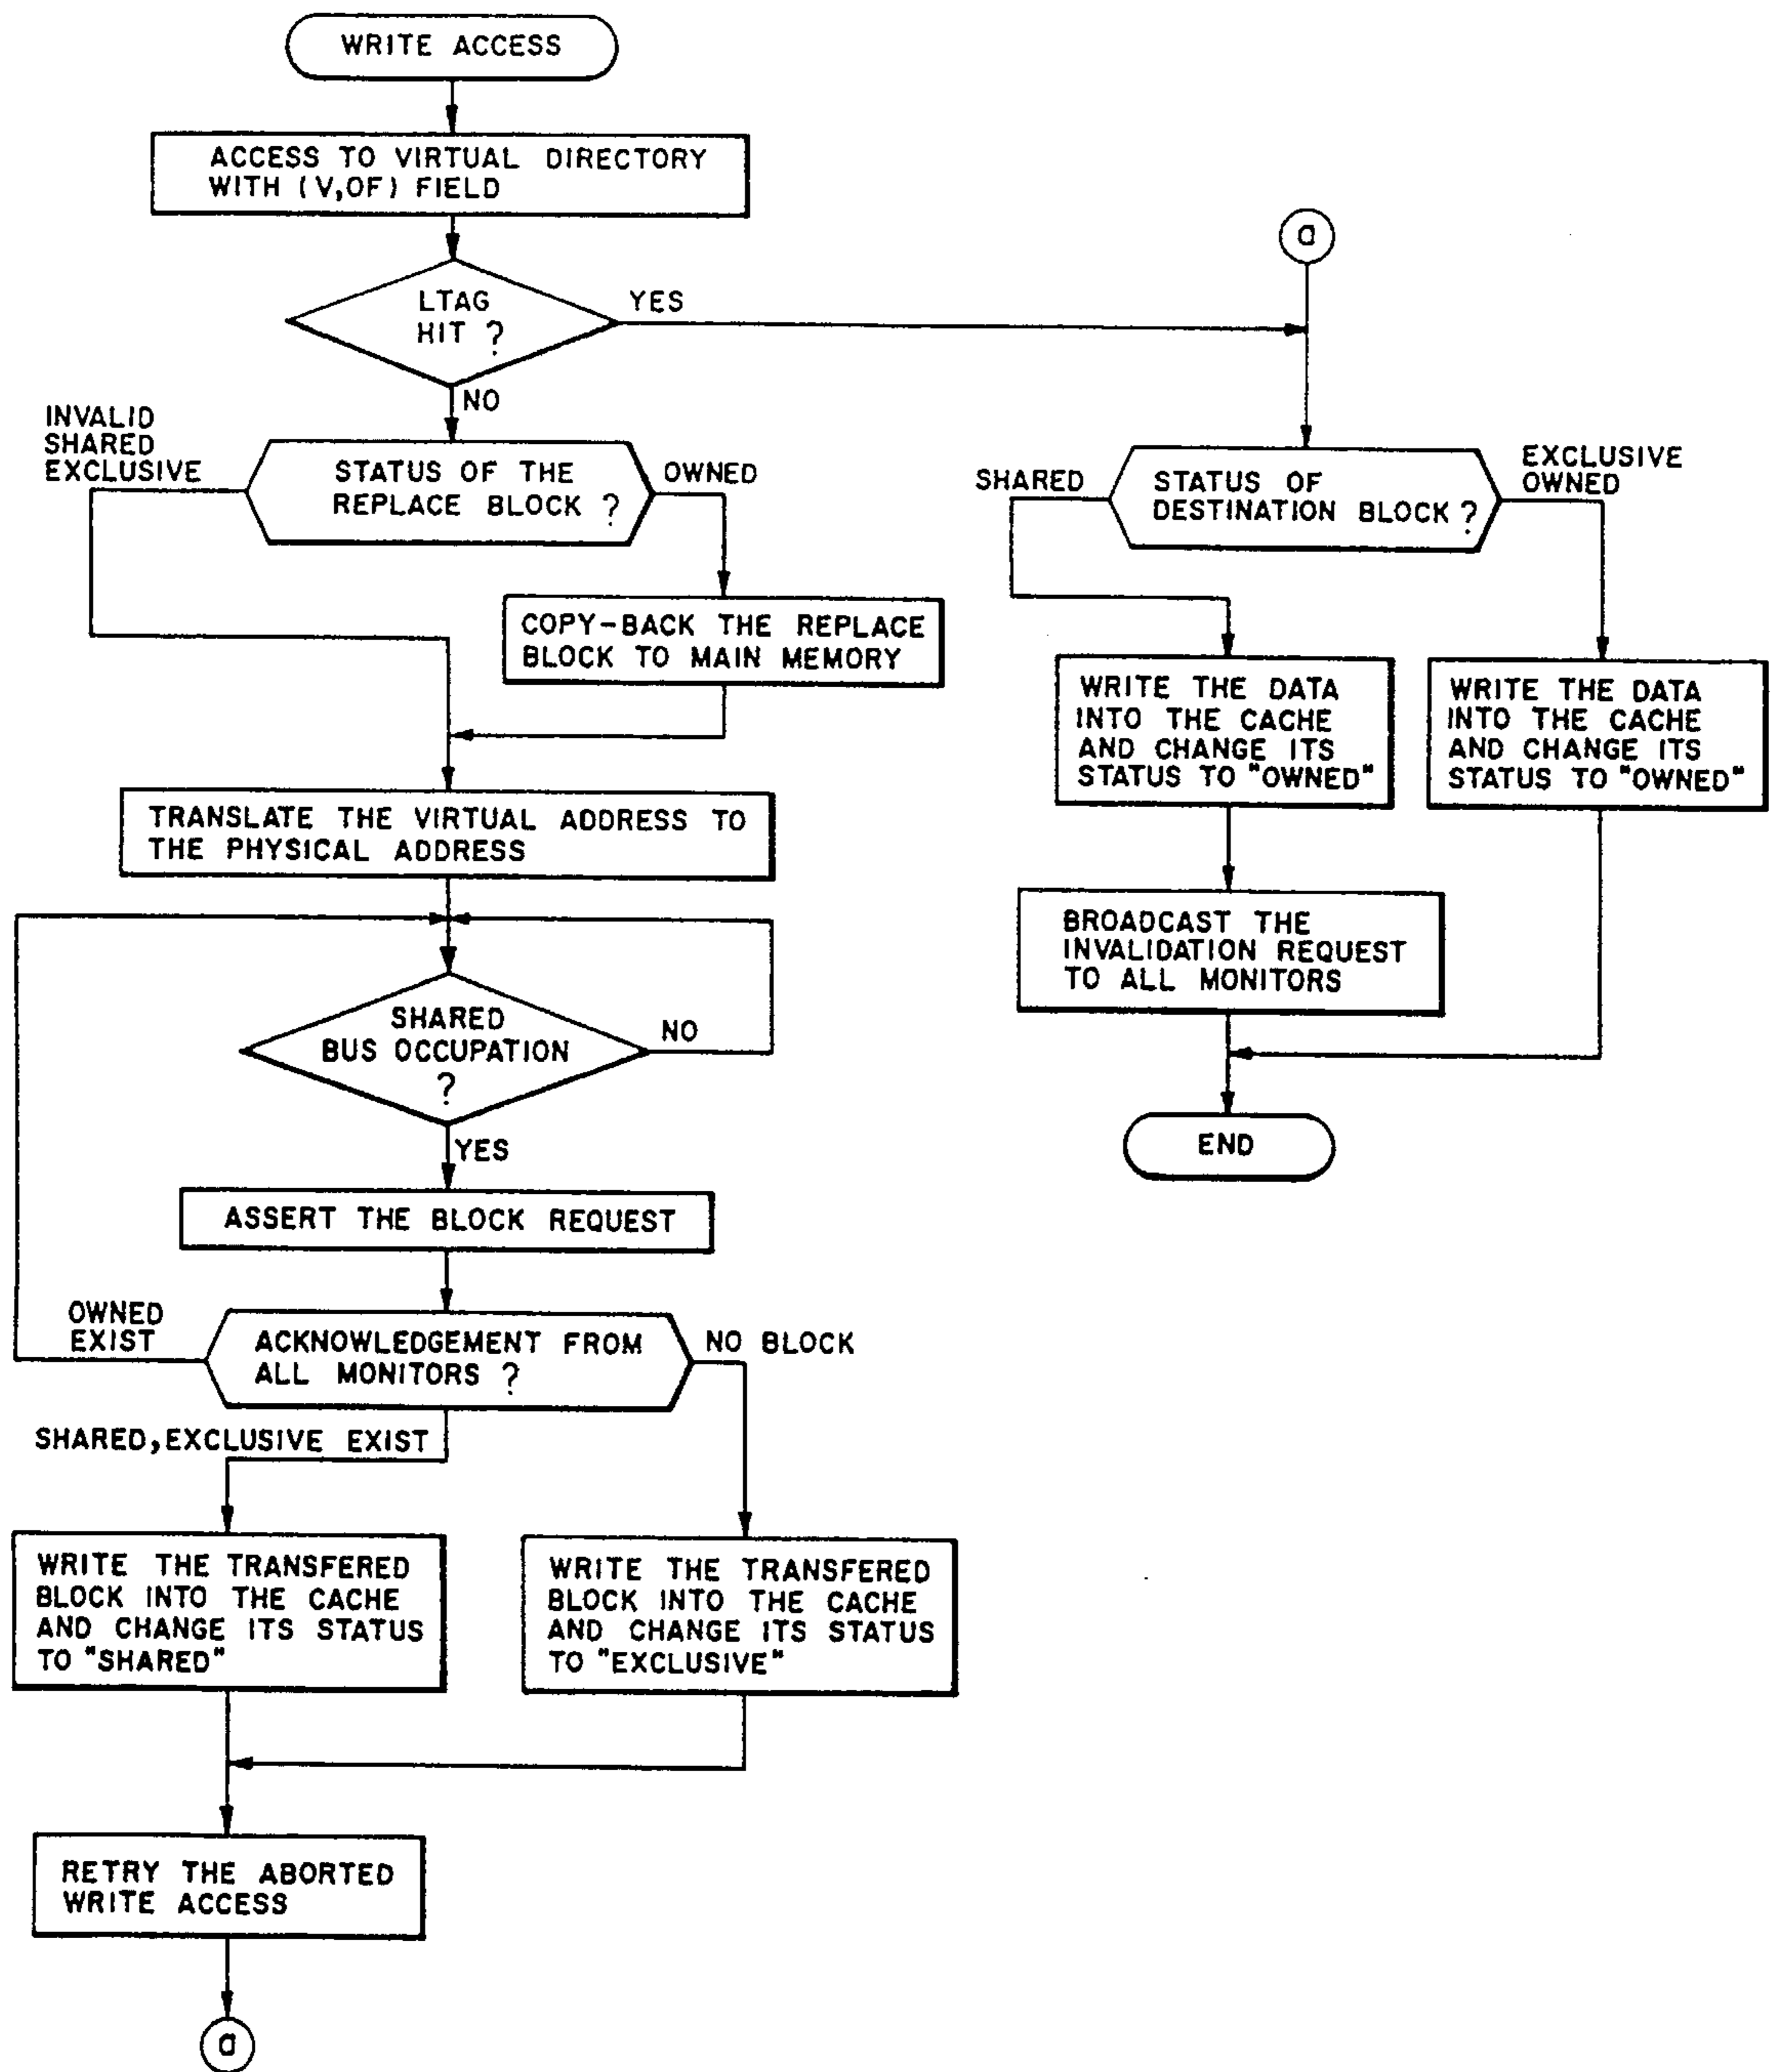 WRITE ACCESS
ACCESS TO VIRTUAL DIRECTORY
WITH (V,OF) FIELD
a
LTAG
HIT ?
YES
NO
INVALID
SHARED
EXCLUSIVE
STATUS OF THE
REPLACE BLOCK ?
OWNED
COPY-BACK THE REPLACE
BLOCK TO MAIN MEMORY
TRANSLATE THE VIRTUAL ADDRESS TO
THE PHYSICAL ADDRESS
SHARED
BUS OCCUPATION
?
NO
YES
ASSERT THE BLOCK REQUEST
OWNED
EXIST
ACKNOWLEDGEMENT FROM
ALL MONITORS ?
NO BLOCK
SHARED,EXCLUSIVE EXIST
WRITE THE TRANSFERED
BLOCK INTO THE CACHE
AND CHANGE ITS STATUS
TO "SHARED"
WRITE THE TRANSFERED
BLOCK INTO THE CACHE
AND CHANGE ITS STATUS
TO "EXCLUSIVE"
RETRY THE ABORTED
WRITE ACCESS
a
SHARED
STATUS OF
DESTINATION BLOCK ?
EXCLUSIVE
OWNED
WRITE THE DATA
INTO THE CACHE
AND CHANGE ITS
STATUS TO "OWNED"
WRITE THE DATA
INTO THE CACHE
AND CHANGE ITS
STATUS TO "OWNED"
BROADCAST THE
INVALIDATION REQUEST
TO ALL MONITORS
END